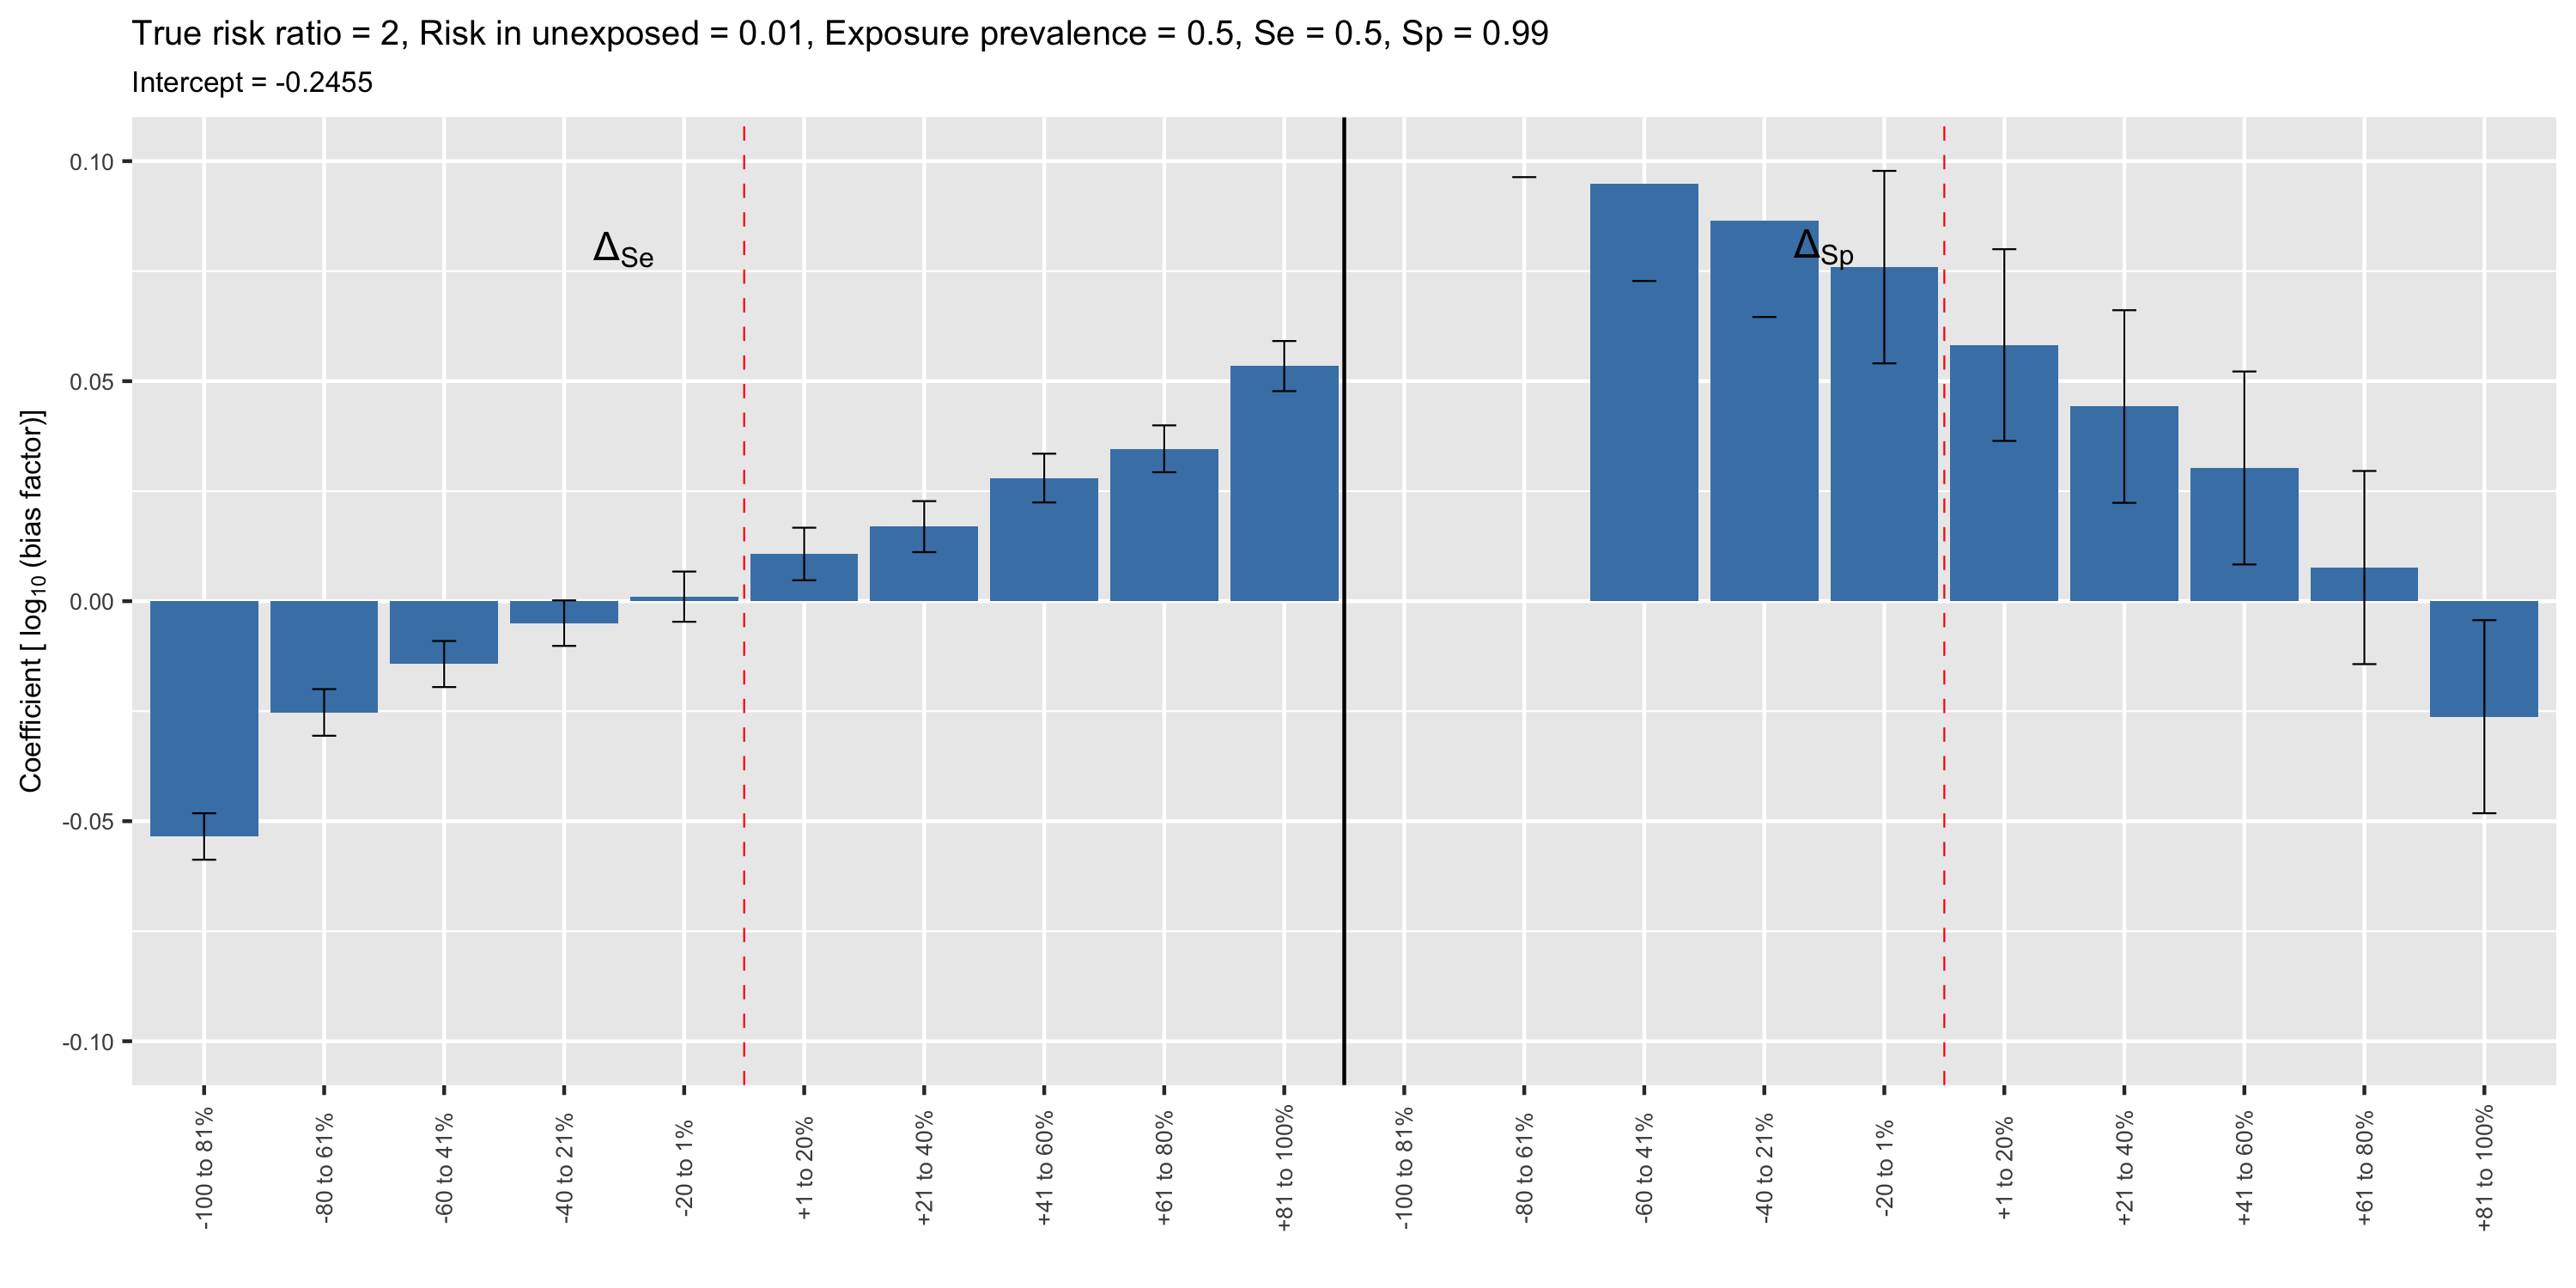 True risk ratio = 2, Risk in unexposed = 0.01, Exposure prevalence = 0.5, Se = 0.5, Sp = 0.99
Intercept = -0.2455
Coefficient [ log10 (bias factor)]
0.10
0.05
0.00
-0.05
-0.10
ΔSe
ΔSp
-100 to 81%
-80 to 61%
-60 to 41%
-40 to 21%
-20 to 1%
+1 to 20%
+21 to 40%
+41 to 60%
+61 to 80%
+81 to 100%
-100 to 81%
-80 to 61%
-60 to 41%
-40 to 21%
-20 to 1%
+1 to 20%
+21 to 40%
+41 to 60%
+61 to 80%
+81 to 100%